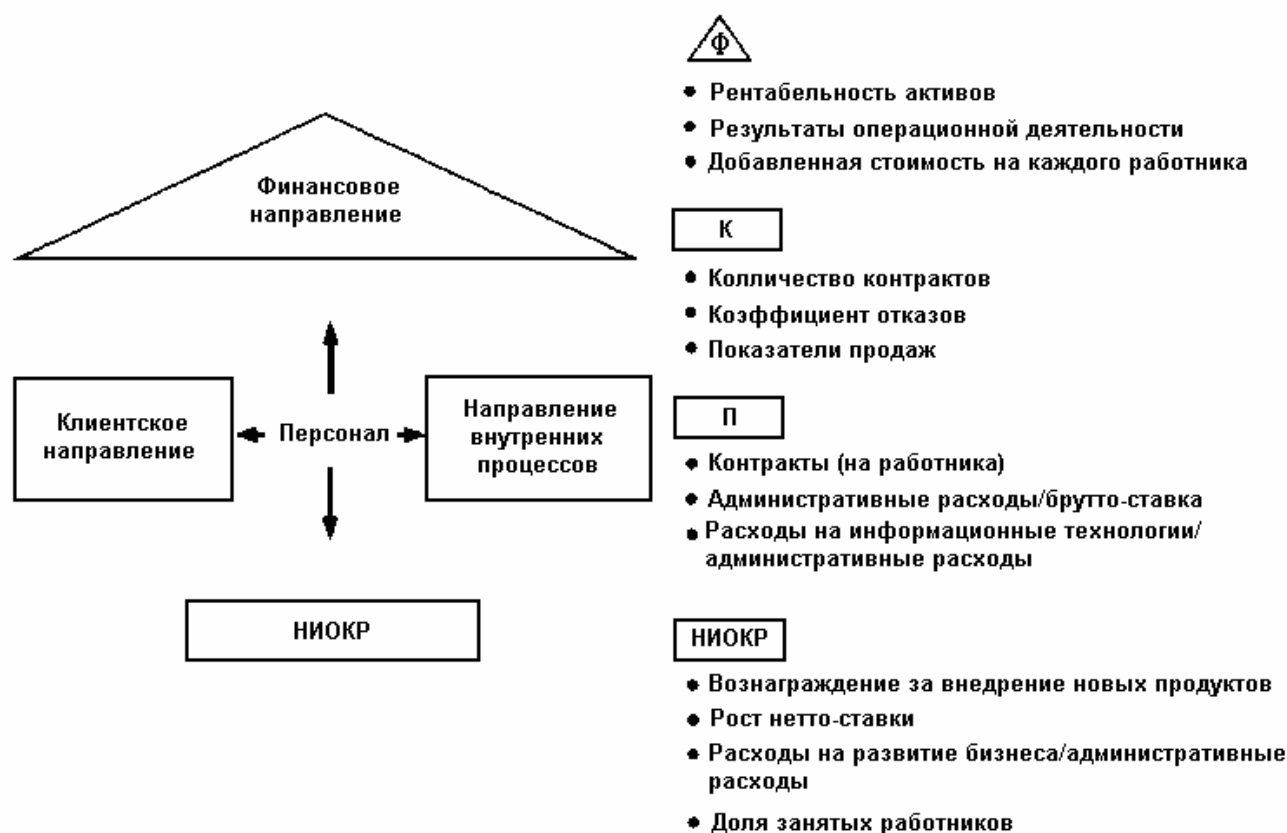 Финансовое
направление
Клиентское
направление
Персонал
Направление
внутренних
процессов
НИОКР
Ф
• Рентабельность активов
• Результаты операционной деятельности
• Добавленная стоимость на каждого работника
К
• Колличество контрактов
• Коэффициент отказов
• Показатели продаж
П
• Контракты (на работника)
• Административные расходы/брутто-ставка
• Расходы на информационные технологии/
административные расходы
НИОКР
• Вознаграждение за внедрение новых продуктов
• Рост нетто-ставки
• Расходы на развитие бизнеса/административные
расходы
• Доля занятых работников